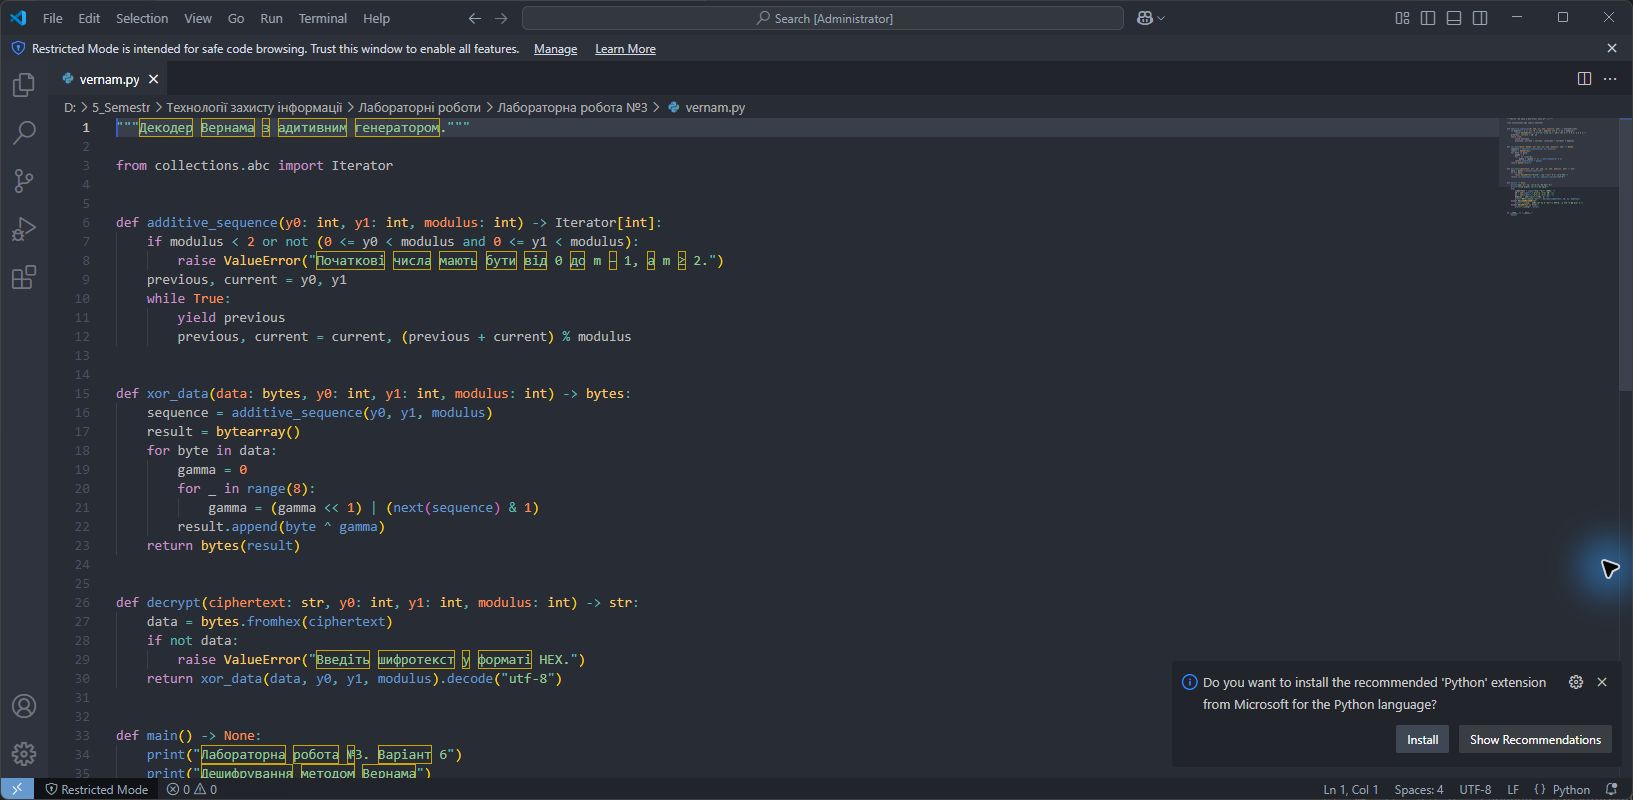 File Edit Selection View Go Run Terminal Help Search [Administrator]
Restricted Mode is intended for safe code browsing. Trust this window to enable all features. Manage Learn More
vernam.py
D: > 5_Semestr > Технології захисту інформації > Лабораторні роботи > Лабораторна робота №3 > vernam.py
1 """Декодер Вернама з адитивним генератором."""
2
3 from collections.abc import Iterator
4
5
6 def additive_sequence(y0: int, y1: int, modulus: int) -> Iterator[int]:
7     if modulus < 2 or not (0 <= y0 < modulus and 0 <= y1 < modulus):
8         raise ValueError("Початкові числа мають бути від 0 до m – 1, а m ≥ 2.")
9     previous, current = y0, y1
10     while True:
11         yield previous
12         previous, current = current, (previous + current) % modulus
13
14
15 def xor_data(data: bytes, y0: int, y1: int, modulus: int) -> bytes:
16     sequence = additive_sequence(y0, y1, modulus)
17     result = bytearray()
18     for byte in data:
19         gamma = 0
20         for _ in range(8):
21             gamma = (gamma << 1) | (next(sequence) & 1)
22         result.append(byte ^ gamma)
23     return bytes(result)
24
25
26 def decrypt(ciphertext: str, y0: int, y1: int, modulus: int) -> str:
27     data = bytes.fromhex(ciphertext)
28     if not data:
29         raise ValueError("Введіть шифротекст у форматі HEX.")
30     return xor_data(data, y0, y1, modulus).decode("utf-8")
31
32
33 def main() -> None:
34     print("Лабораторна робота №3. Варіант 6")
35     print("Дешифрування методом Вернама")
Do you want to install the recommended 'Python' extension
from Microsoft for the Python language?
Install Show Recommendations
Restricted Mode 0 0 Ln 1, Col 1 Spaces: 4 UTF-8 LF {} Python